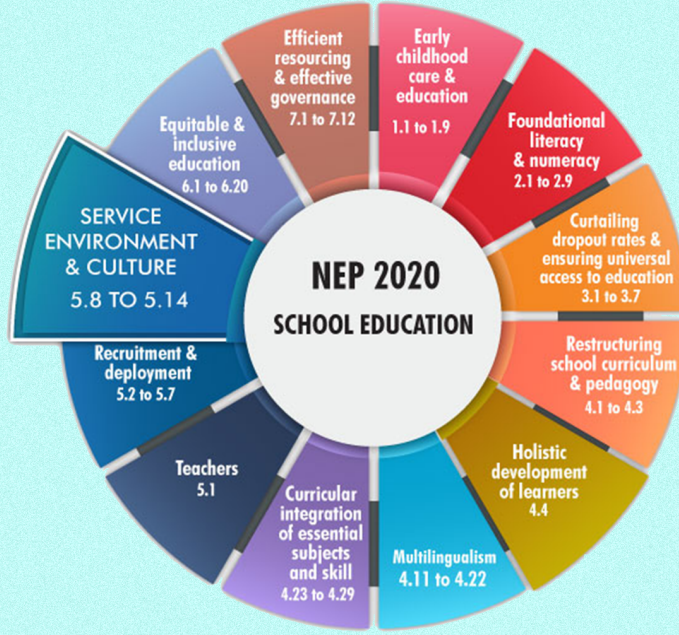 NEP 2020
SCHOOL EDUCATION
Early
childhood
care &
education
1.1 to 1.9
Foundational
literacy
& numeracy
2.1 to 2.9
Curtailing
dropout rates &
ensuring universal
access to education
3.1 to 3.7
Restructuring
school curriculum
& pedagogy
4.1 to 4.3
Holistic
development
of learners
4.4
Multilingualism
4.11 to 4.22
Curricular
integration
of essential
subjects
and skill
4.23 to 4.29
Teachers
5.1
Recruitment &
deployment
5.2 to 5.7
SERVICE
ENVIRONMENT
& CULTURE
5.8 TO 5.14
Equitable &
inclusive
education
6.1 to 6.20
Efficient
resourcing
& effective
governance
7.1 to 7.12